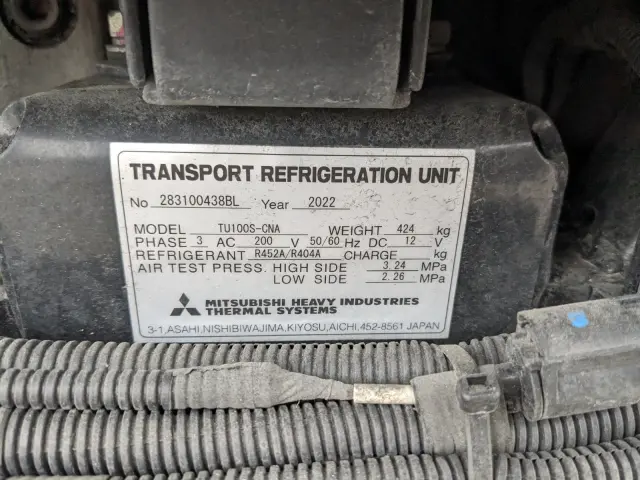 TRANSPORT REFRIGERATION UNIT
No 283100438BL Year 2022
MODEL TU100S-CNA WEIGHT 424 kg
PHASE 3 AC 200 V 50/60 Hz DC 12 V
REFRIGERANT R452A/R404A CHARGE kg
AIR TEST PRESS. HIGH SIDE 3.24 MPa
LOW SIDE 2.26 MPa
MITSUBISHI HEAVY INDUSTRIES
THERMAL SYSTEMS
3-1,ASAHI,NISHIBIWAJIMA,KIYOSU,AICHI,452-8561 JAPAN